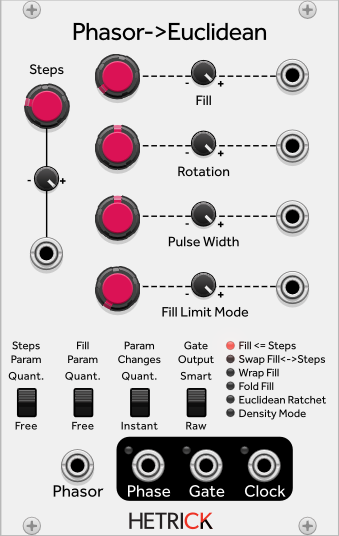 Phasor->Euclidean
Steps
- +
Fill
- +
- +
Rotation
- +
Pulse Width
- +
Fill Limit Mode
Steps Param Quant.
Fill Param Quant.
Param Changes Quant.
Gate Output Smart
Free
Free
Instant
Raw
Fill <= Steps
Swap Fill<->Steps
Wrap Fill
Fold Fill
Euclidean Ratchet
Density Mode
Phasor
Phase
Gate
Clock
HETRICK